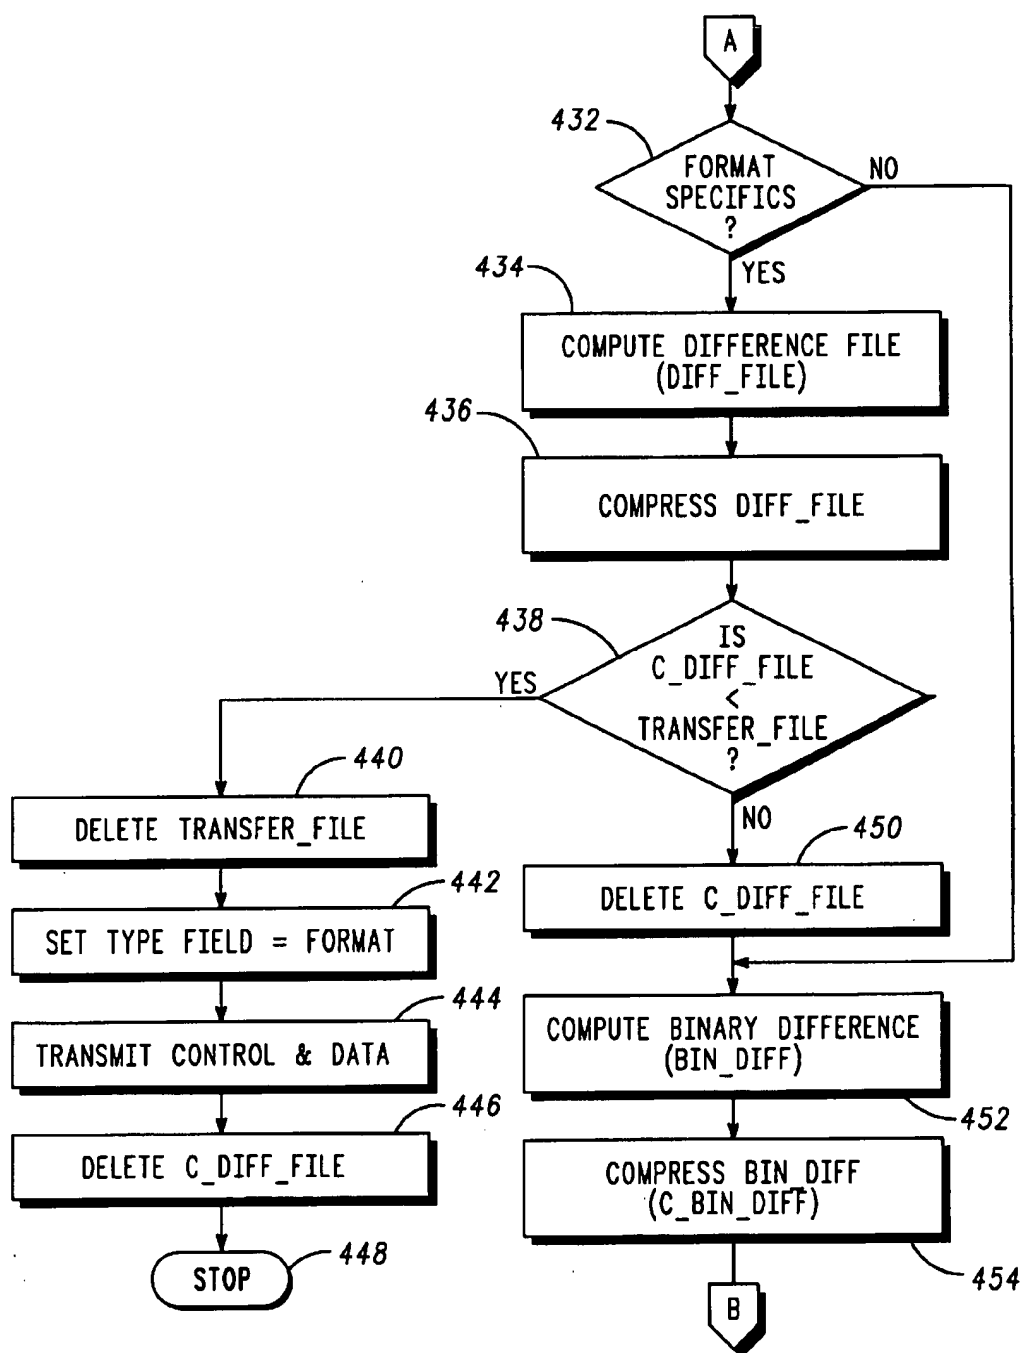 A
432
FORMAT
SPECIFICS
?
NO
YES
434
COMPUTE DIFFERENCE FILE
(DIFF_FILE)
436
COMPRESS DIFF_FILE
438
IS
C_DIFF_FILE
<
TRANSFER_FILE
?
YES
NO
440
DELETE TRANSFER_FILE
442
SET TYPE FIELD = FORMAT
444
TRANSMIT CONTROL & DATA
446
DELETE C_DIFF_FILE
STOP
448
450
DELETE C_DIFF_FILE
COMPUTE BINARY DIFFERENCE
(BIN_DIFF)
452
COMPRESS BIN_DIFF
(C_BIN_DIFF)
454
B